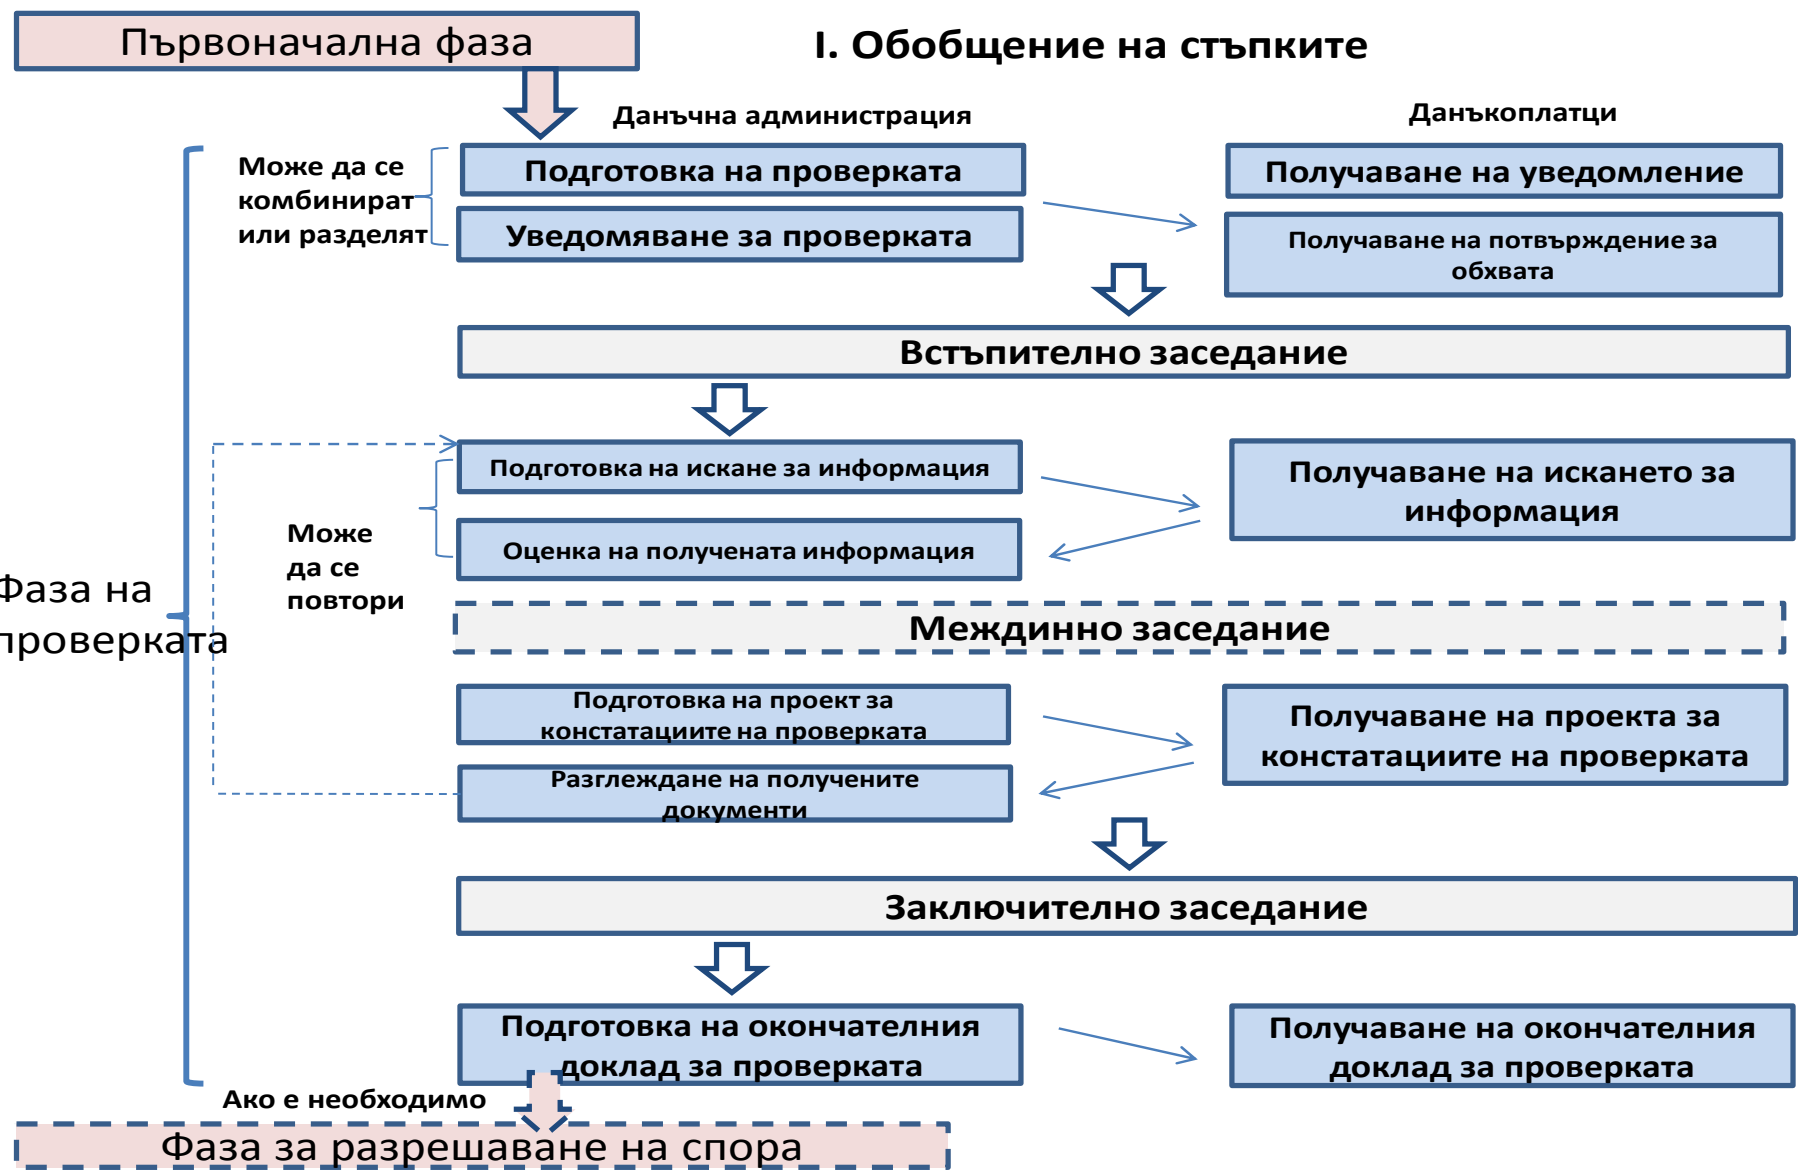 Първоначална фаза
I. Обобщение на стъпките
Данъчна администрация
Данъкоплатци
Може да се
комбинират
или разделят
Подготовка на проверката
Получаване на уведомление
Уведомяване за проверката
Получаване на потвърждение за
обхвата
Встъпително заседание
Подготовка на искане за информация
Получаване на искането за
информация
Може
да се
повтори
Оценка на получената информация
Фаза на
проверката
Междинно заседание
Подготовка на проект за
констатациите на проверката
Получаване на проекта за
констатациите на проверката
Разглеждане на получените
документи
Заключително заседание
Подготовка на окончателния
доклад за проверката
Получаване на окончателния
доклад за проверката
Ако е необходимо
Фаза за разрешаване на спора